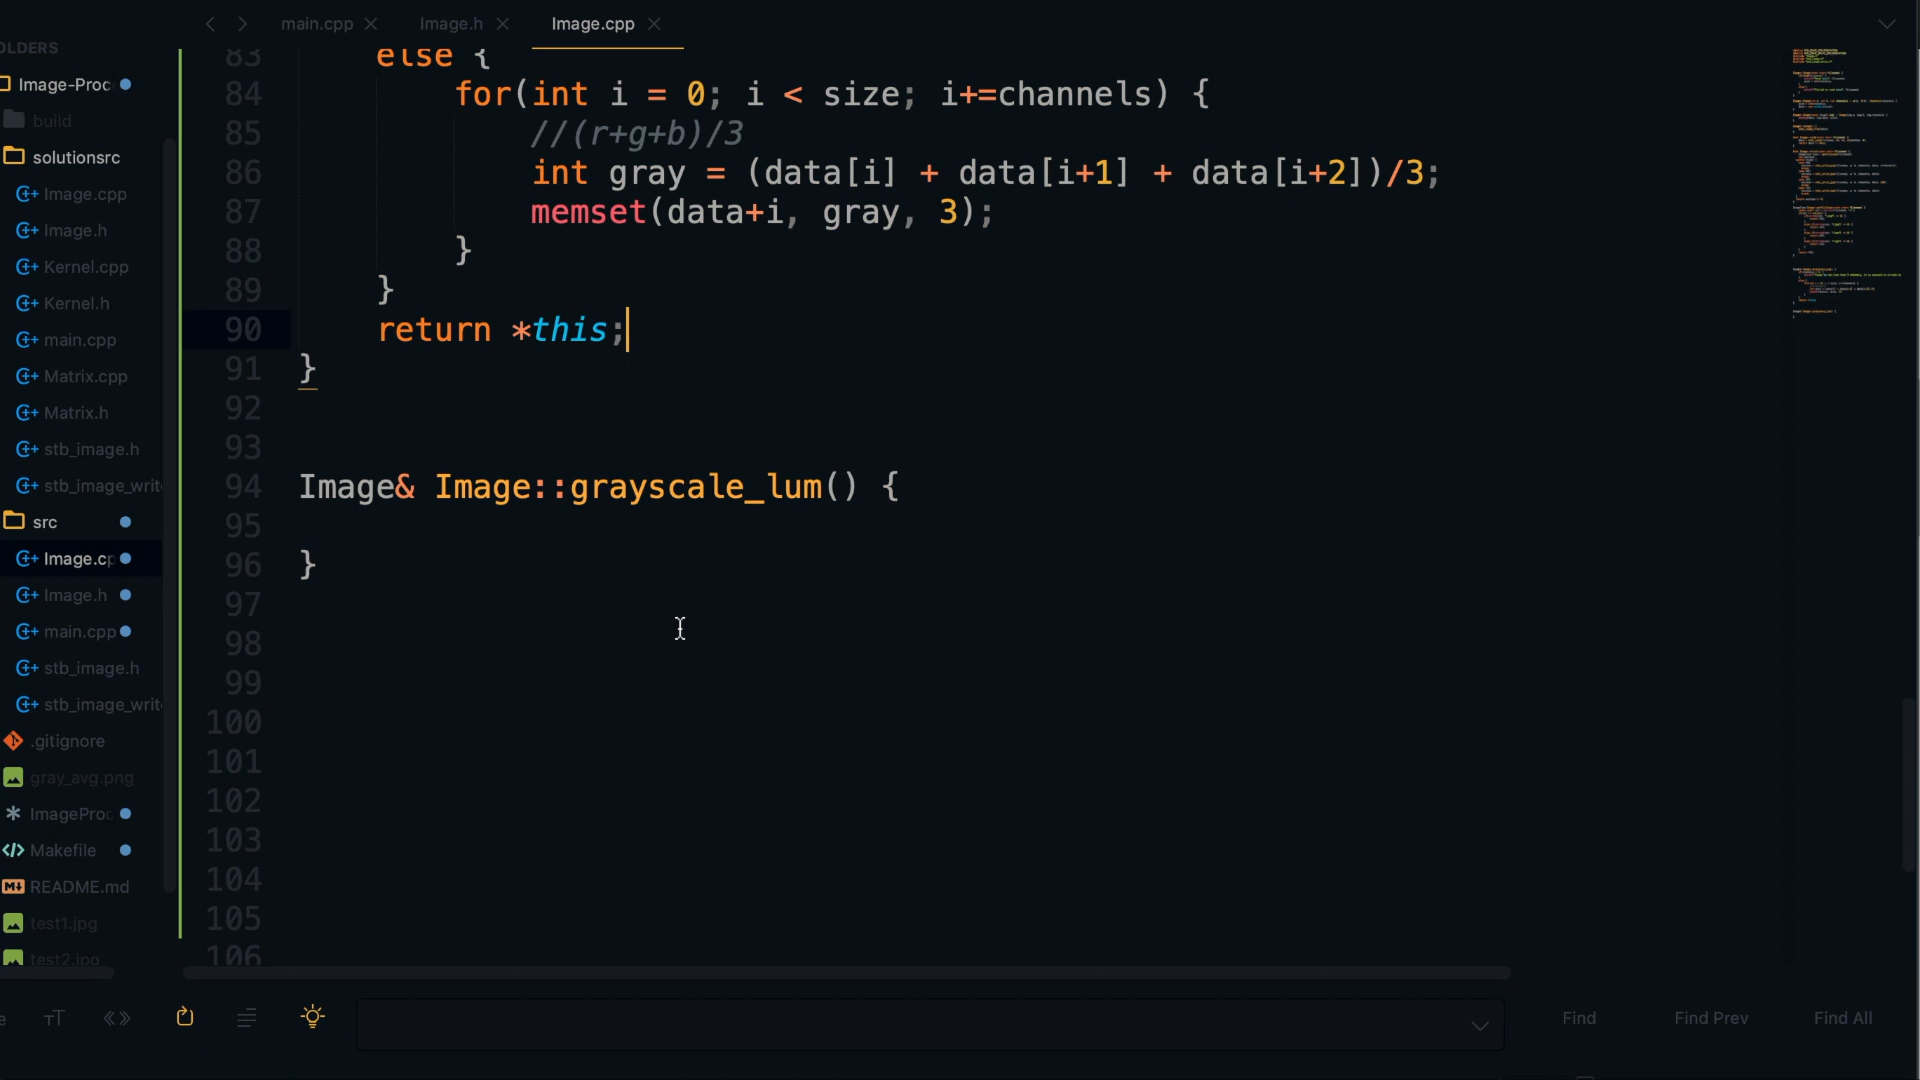 main.cpp
Image.h
Image.cpp
OLDERS
Image-Proc
build
solutionsrc
Image.cpp
Image.h
Kernel.cpp
Kernel.h
main.cpp
Matrix.cpp
Matrix.h
stb_image.h
stb_image_writ
src
Image.cp
Image.h
main.cpp
stb_image.h
stb_image_writ
.gitignore
gray_avg.png
ImageProc
Makefile
README.md
test1.jpg
test2.jpg
83 else {
84 for(int i = 0; i < size; i+=channels) {
85 //(r+g+b)/3
86 int gray = (data[i] + data[i+1] + data[i+2])/3;
87 memset(data+i, gray, 3);
88 }
89 }
90 return *this;
91 }
92
93
94 Image& Image::grayscale_lum() {
95
96 }
97
98
99
100
101
102
103
104
105
106
Find
Find Prev
Find All